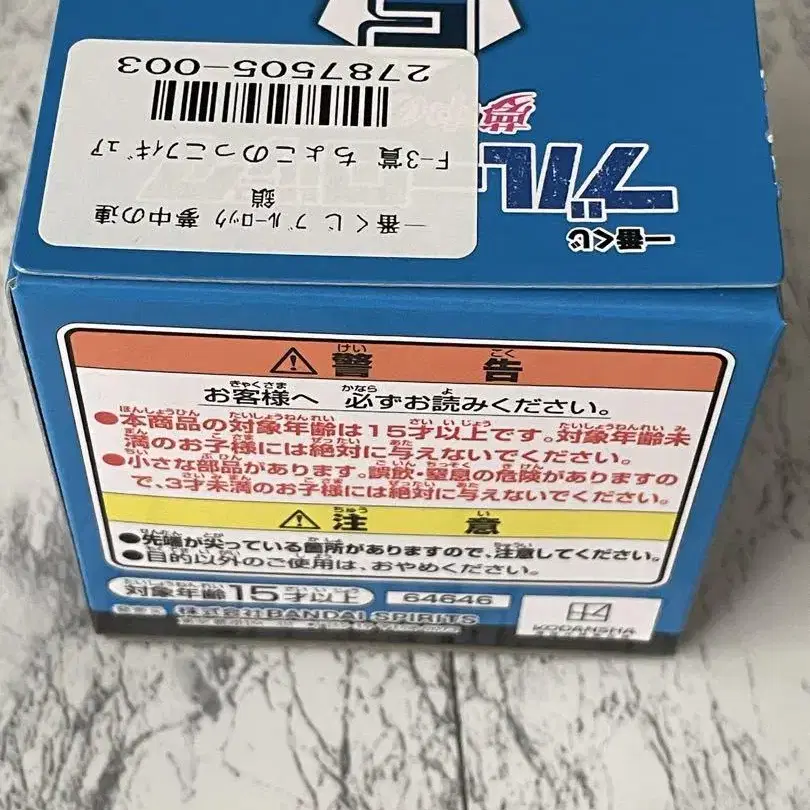 一番くじ
ブルーロック
夢中
一番くじ ブルーロック 夢中の連
鎖
F-3賞 ちょこのっこフィギュア
2787505-003
⚠警告
お客様へ 必ずお読みください。
●本商品の対象年齢は15才以上です。対象年齢未
満のお子様には絶対に与えないでください。
●小さな部品があります。誤飲・窒息の危険がありますの
で、3才未満のお子様には絶対に与えないでください。
⚠注意
●先端が尖っている箇所がありますので、注意してください。
●目的以外のご使用は、おやめください。
対象年齢15才以上
64646
株式会社BANDAI SPIRITS
KODANSHA